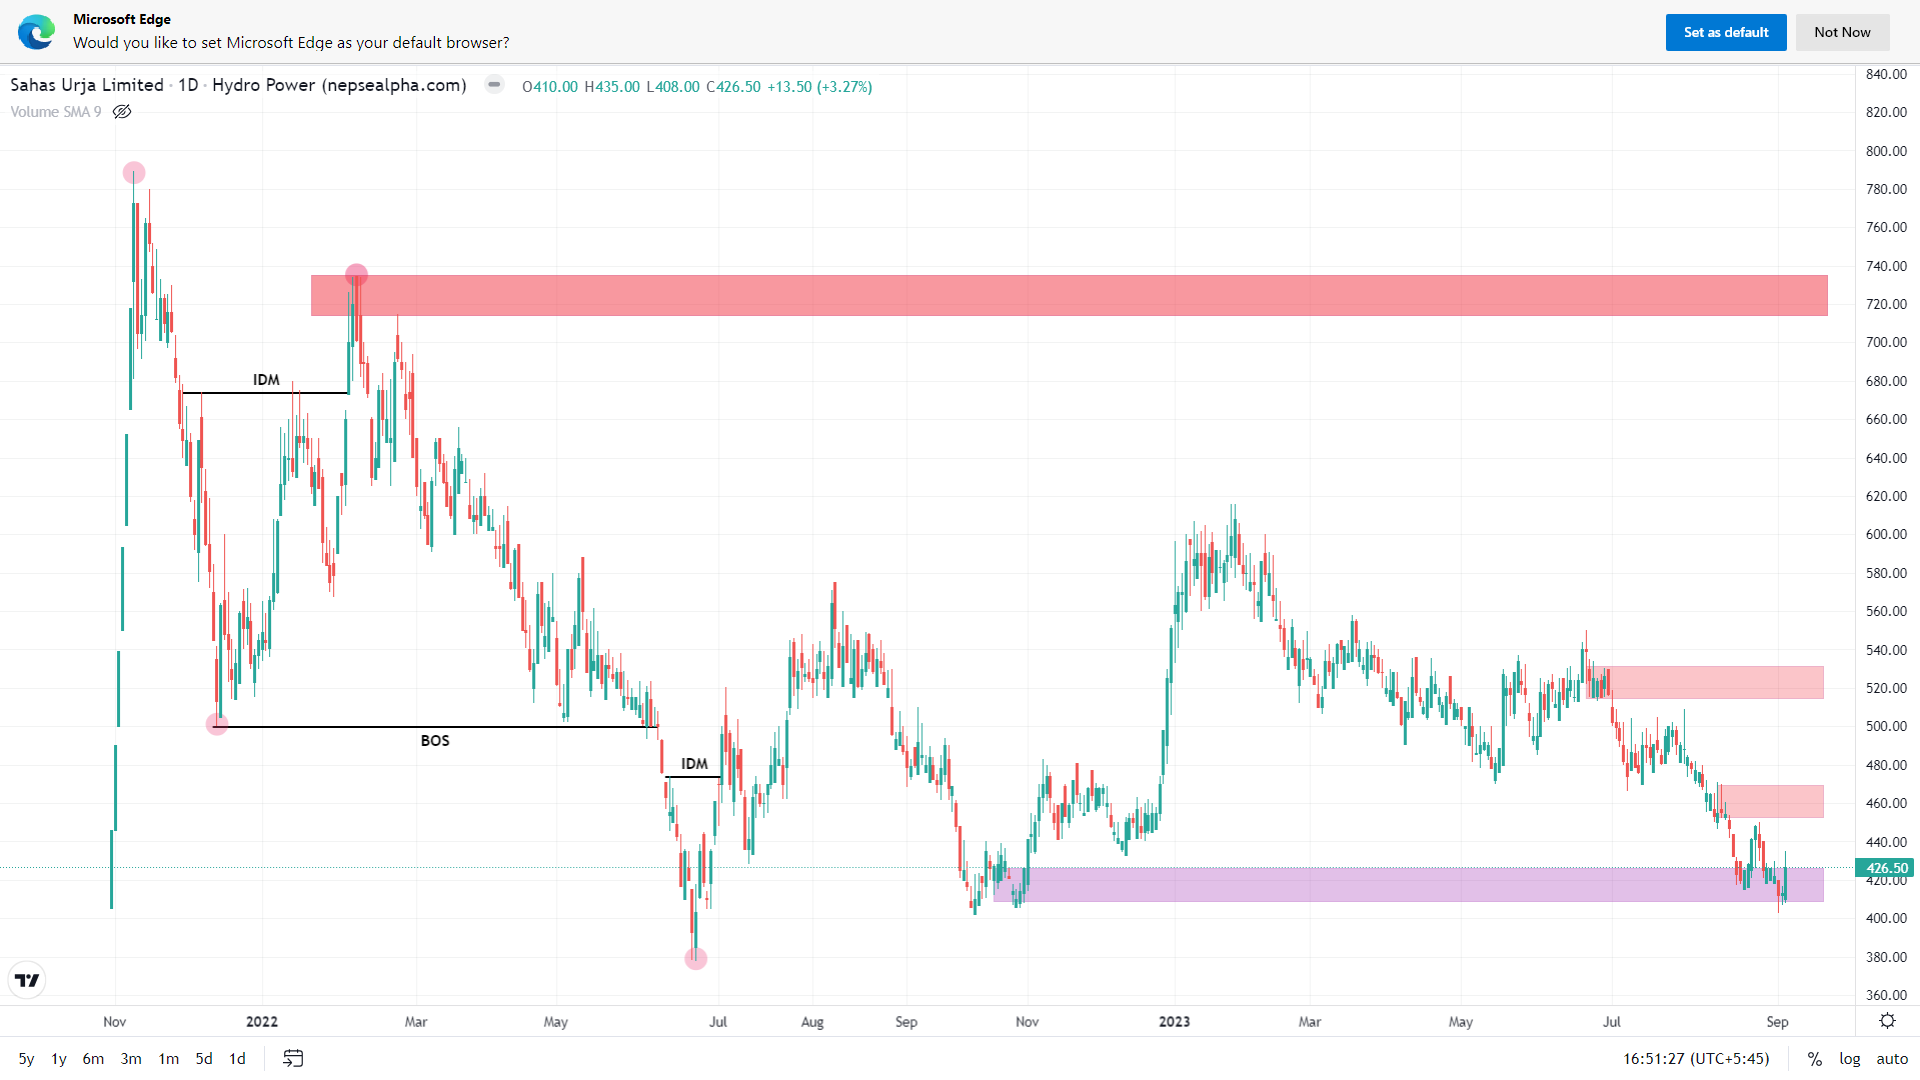 Microsoft Edge
Would you like to set Microsoft Edge as your default browser?
Set as default
Not Now
Sahas Urja Limited · 1D · Hydro Power (nepsealpha.com)
O410.00 H435.00 L408.00 C426.50 +13.50 (+3.27%)
Volume SMA 9
840.00
820.00
800.00
780.00
760.00
740.00
720.00
700.00
680.00
660.00
640.00
620.00
600.00
580.00
560.00
540.00
520.00
500.00
480.00
460.00
440.00
426.50
420.00
400.00
380.00
360.00
IDM
BOS
IDM
Nov 2022 Mar May Jul Aug Sep Nov 2023 Mar May Jul Sep
5y 1y 6m 3m 1m 5d 1d
16:51:27 (UTC+5:45)
% log auto